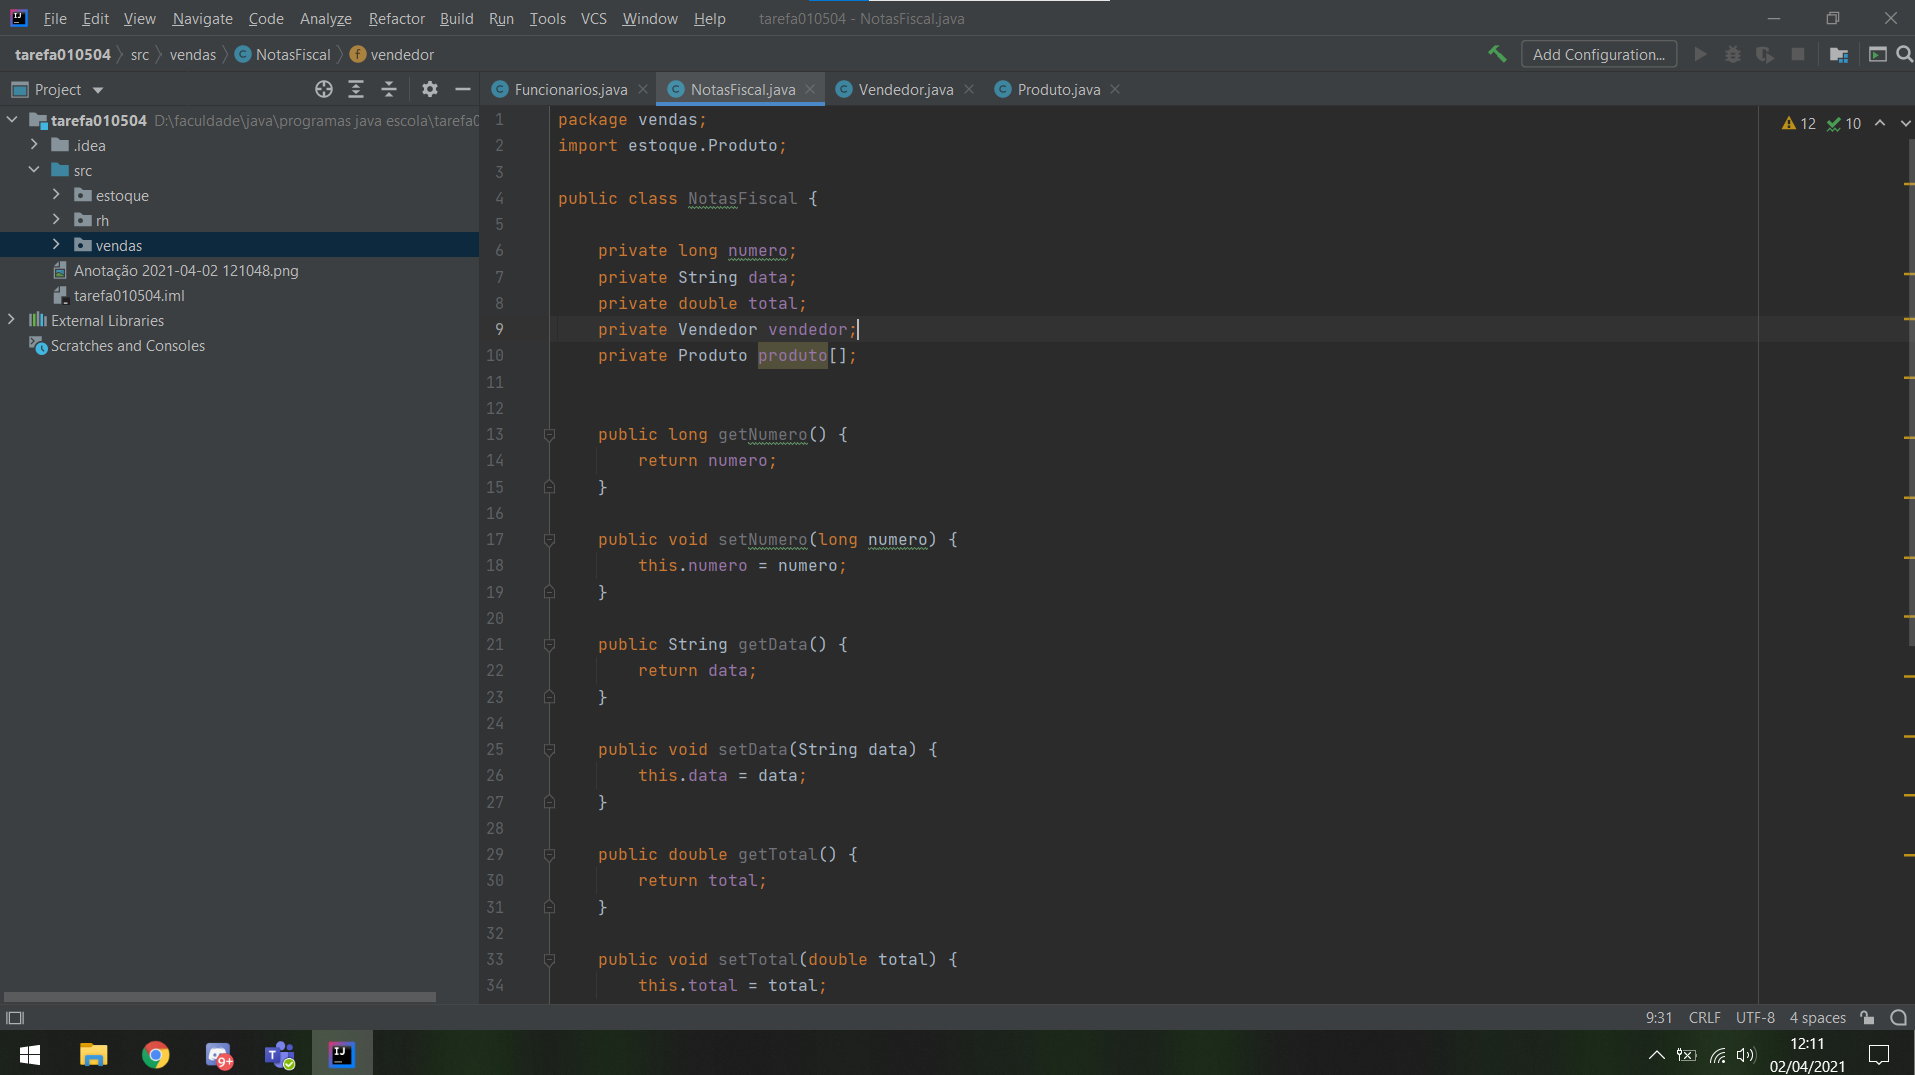 File Edit View Navigate Code Analyze Refactor Build Run Tools VCS Window Help tarefa010504 - NotasFiscal.java
tarefa010504 src vendas NotasFiscal vendedor Add Configuration...
Project
Funcionarios.java NotasFiscal.java Vendedor.java Produto.java
tarefa010504 D:\faculdade\java\programas java escola\tarefa0
.idea
src
estoque
rh
vendas
Anotação 2021-04-02 121048.png
tarefa010504.iml
External Libraries
Scratches and Consoles
12 10
1 package vendas;
2 import estoque.Produto;
3
4 public class NotasFiscal {
5
6 private long numero;
7 private String data;
8 private double total;
9 private Vendedor vendedor;
10 private Produto produto[];
11
12
13 public long getNumero() {
14 return numero;
15 }
16
17 public void setNumero(long numero) {
18 this.numero = numero;
19 }
20
21 public String getData() {
22 return data;
23 }
24
25 public void setData(String data) {
26 this.data = data;
27 }
28
29 public double getTotal() {
30 return total;
31 }
32
33 public void setTotal(double total) {
34 this.total = total;
9:31 CRLF UTF-8 4 spaces
9+
12:11
02/04/2021